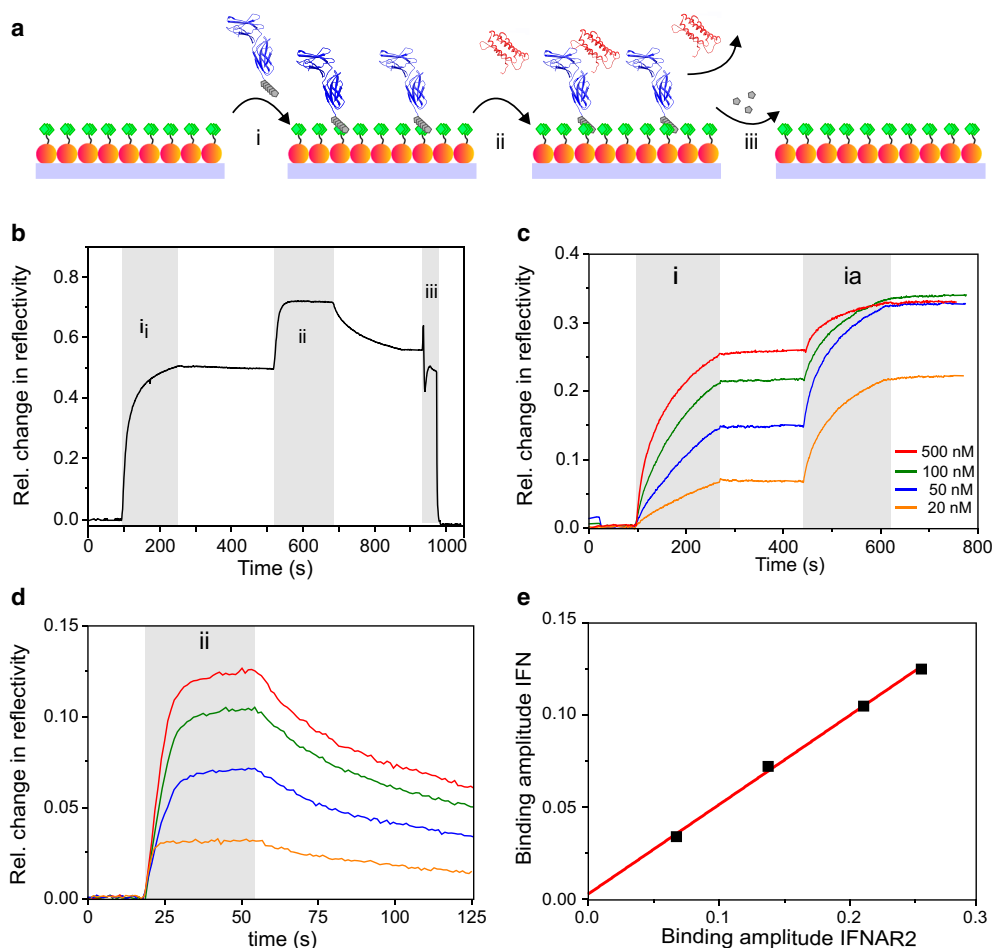 a
i
ii
iii
b
Rel. change in reflectivity
0.8
0.6
0.4
0.2
0.0
i i
ii
iii
0 200 400 600 800 1000
Time (s)
c
Rel. change in reflectivity
0.4
0.3
0.2
0.1
0.0
i
ia
500 nM
100 nM
50 nM
20 nM
0 200 400 600 800
Time (s)
d
Rel. change in reflectivity
0.15
0.10
0.05
0.00
ii
0 25 50 75 100 125
time (s)
e
Binding amplitude IFN
0.15
0.10
0.05
0.00
0.0 0.1 0.2 0.3
Binding amplitude IFNAR2